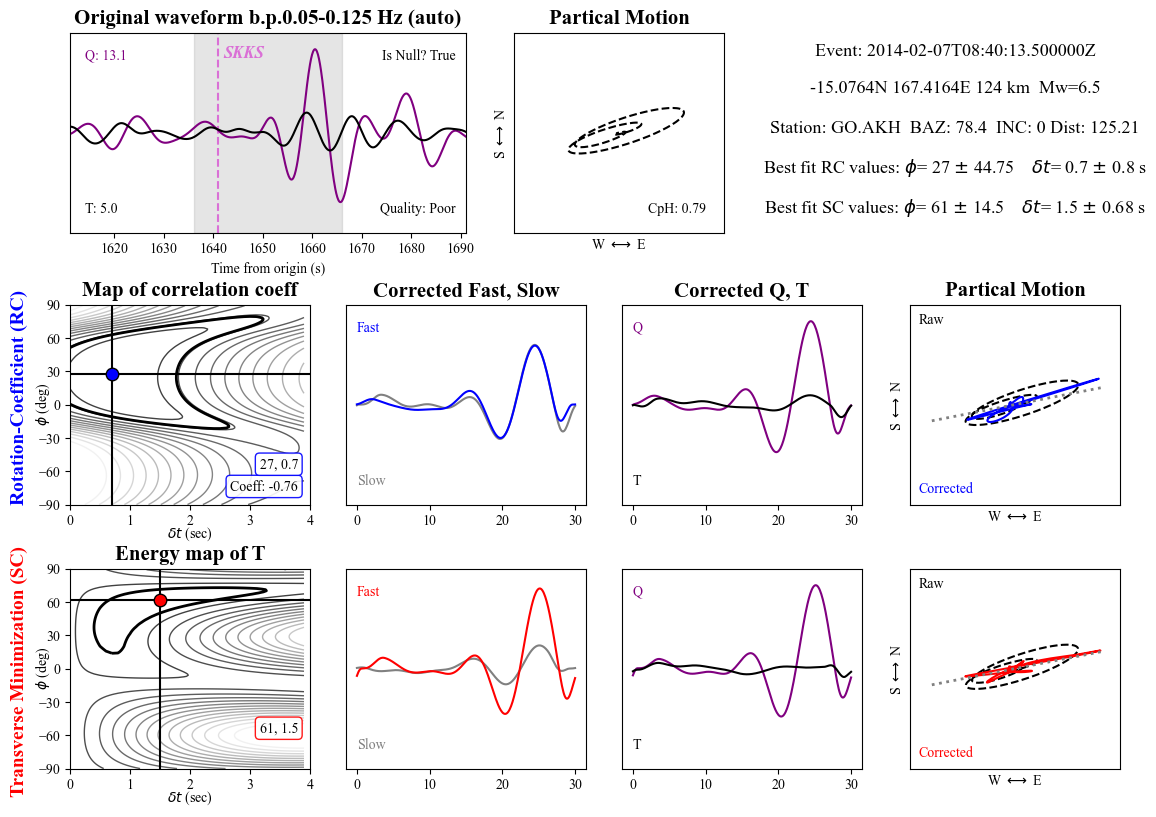 Original waveform b.p.0.05-0.125 Hz (auto)
Q: 13.1
SKKS
Is Null? True
T: 5.0
Quality: Poor
1620 1630 1640 1650 1660 1670 1680 1690
Time from origin (s)
Partical Motion
S ⟷ N
CpH: 0.79
W ⟷ E
Event: 2014-02-07T08:40:13.500000Z
-15.0764N 167.4164E 124 km Mw=6.5
Station: GO.AKH BAZ: 78.4 INC: 0 Dist: 125.21
Best fit RC values: ϕ= 27 ± 44.75 δt= 0.7 ± 0.8 s
Best fit SC values: ϕ= 61 ± 14.5 δt= 1.5 ± 0.68 s
Rotation-Coefficient (RC)
Map of correlation coeff
ϕ (deg)
90
60
30
0
−30
−60
−90
27, 0.7
Coeff: -0.76
0 1 2 3 4
δt (sec)
Corrected Fast, Slow
Fast
Slow
0 10 20 30
Corrected Q, T
Q
T
0 10 20 30
Partical Motion
Raw
S ⟷ N
Corrected
W ⟷ E
Transverse Minimization (SC)
Energy map of T
ϕ (deg)
90
60
30
0
−30
−60
−90
61, 1.5
0 1 2 3 4
δt (sec)
Fast
Slow
0 10 20 30
Q
T
0 10 20 30
Raw
S ⟷ N
Corrected
W ⟷ E